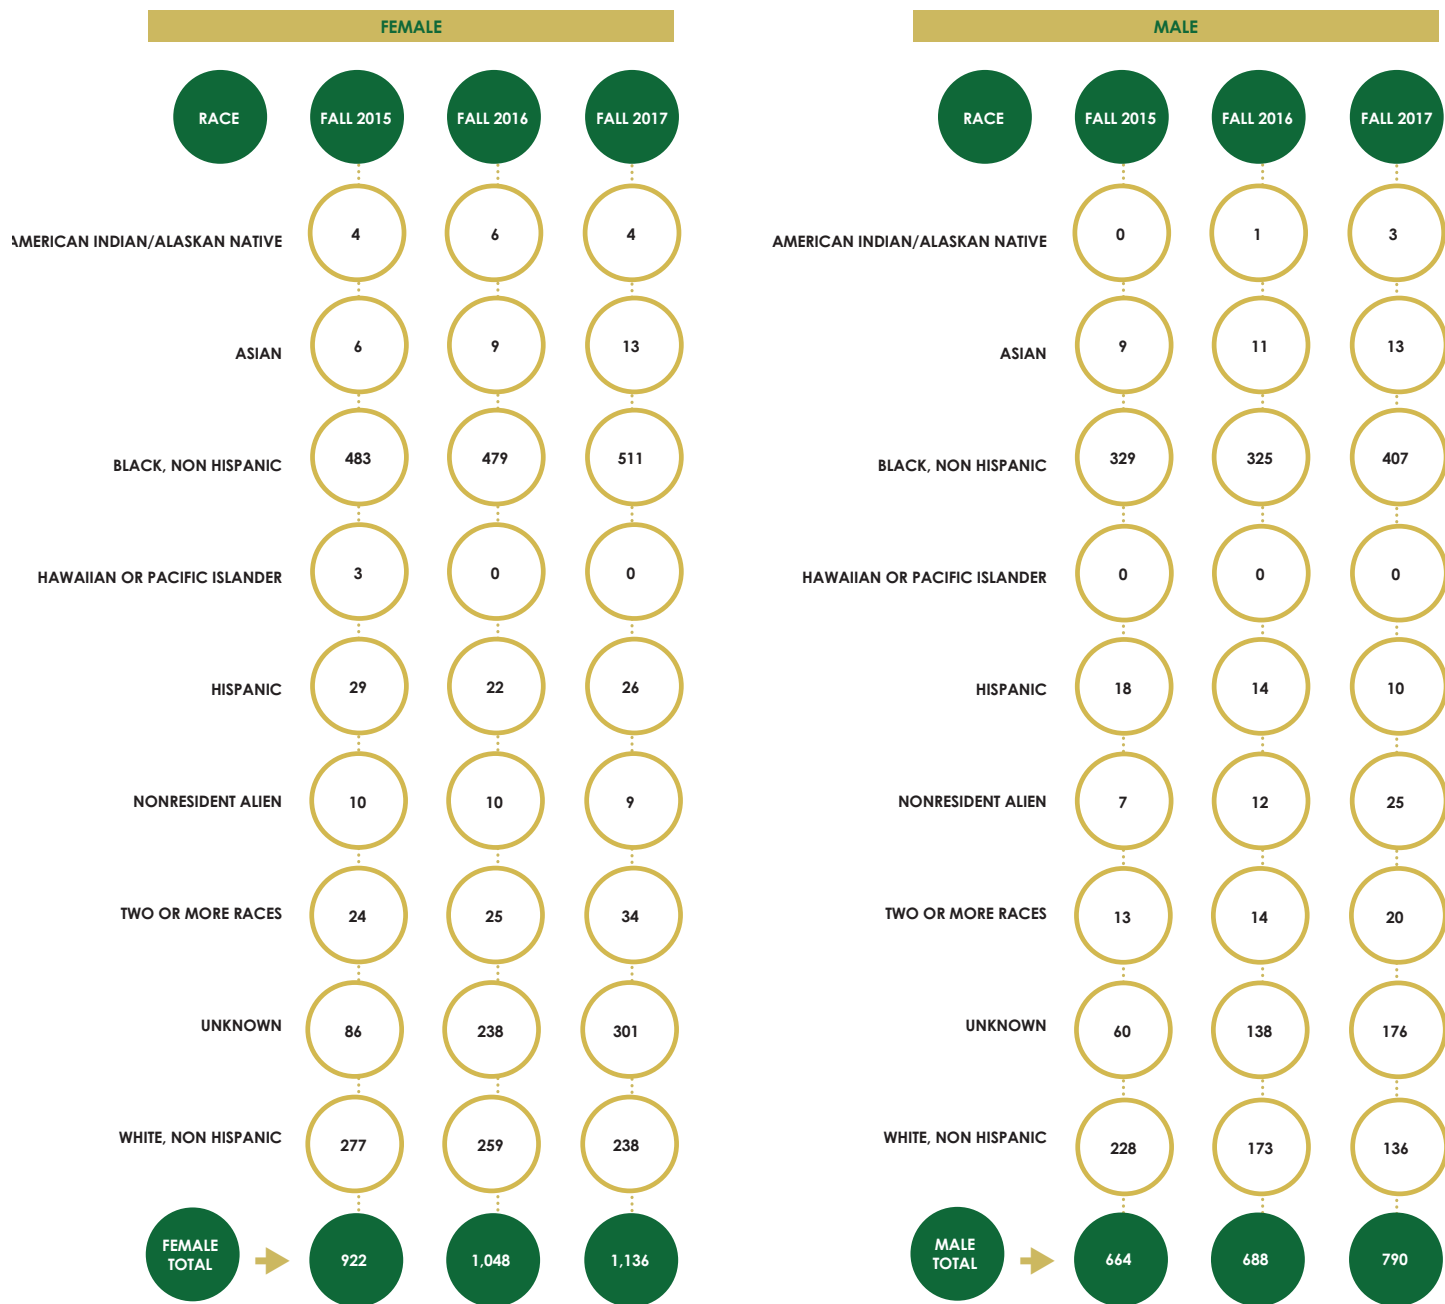 FEMALE
RACE FALL 2015 FALL 2016 FALL 2017
AMERICAN INDIAN/ALASKAN NATIVE 4 6 4
ASIAN 6 9 13
BLACK, NON HISPANIC 483 479 511
HAWAIIAN OR PACIFIC ISLANDER 3 0 0
HISPANIC 29 22 26
NONRESIDENT ALIEN 10 10 9
TWO OR MORE RACES 24 25 34
UNKNOWN 86 238 301
WHITE, NON HISPANIC 277 259 238
FEMALE
TOTAL 922 1,048 1,136
MALE
RACE FALL 2015 FALL 2016 FALL 2017
AMERICAN INDIAN/ALASKAN NATIVE 0 1 3
ASIAN 9 11 13
BLACK, NON HISPANIC 329 325 407
HAWAIIAN OR PACIFIC ISLANDER 0 0 0
HISPANIC 18 14 10
NONRESIDENT ALIEN 7 12 25
TWO OR MORE RACES 13 14 20
UNKNOWN 60 138 176
WHITE, NON HISPANIC 228 173 136
MALE
TOTAL 664 688 790